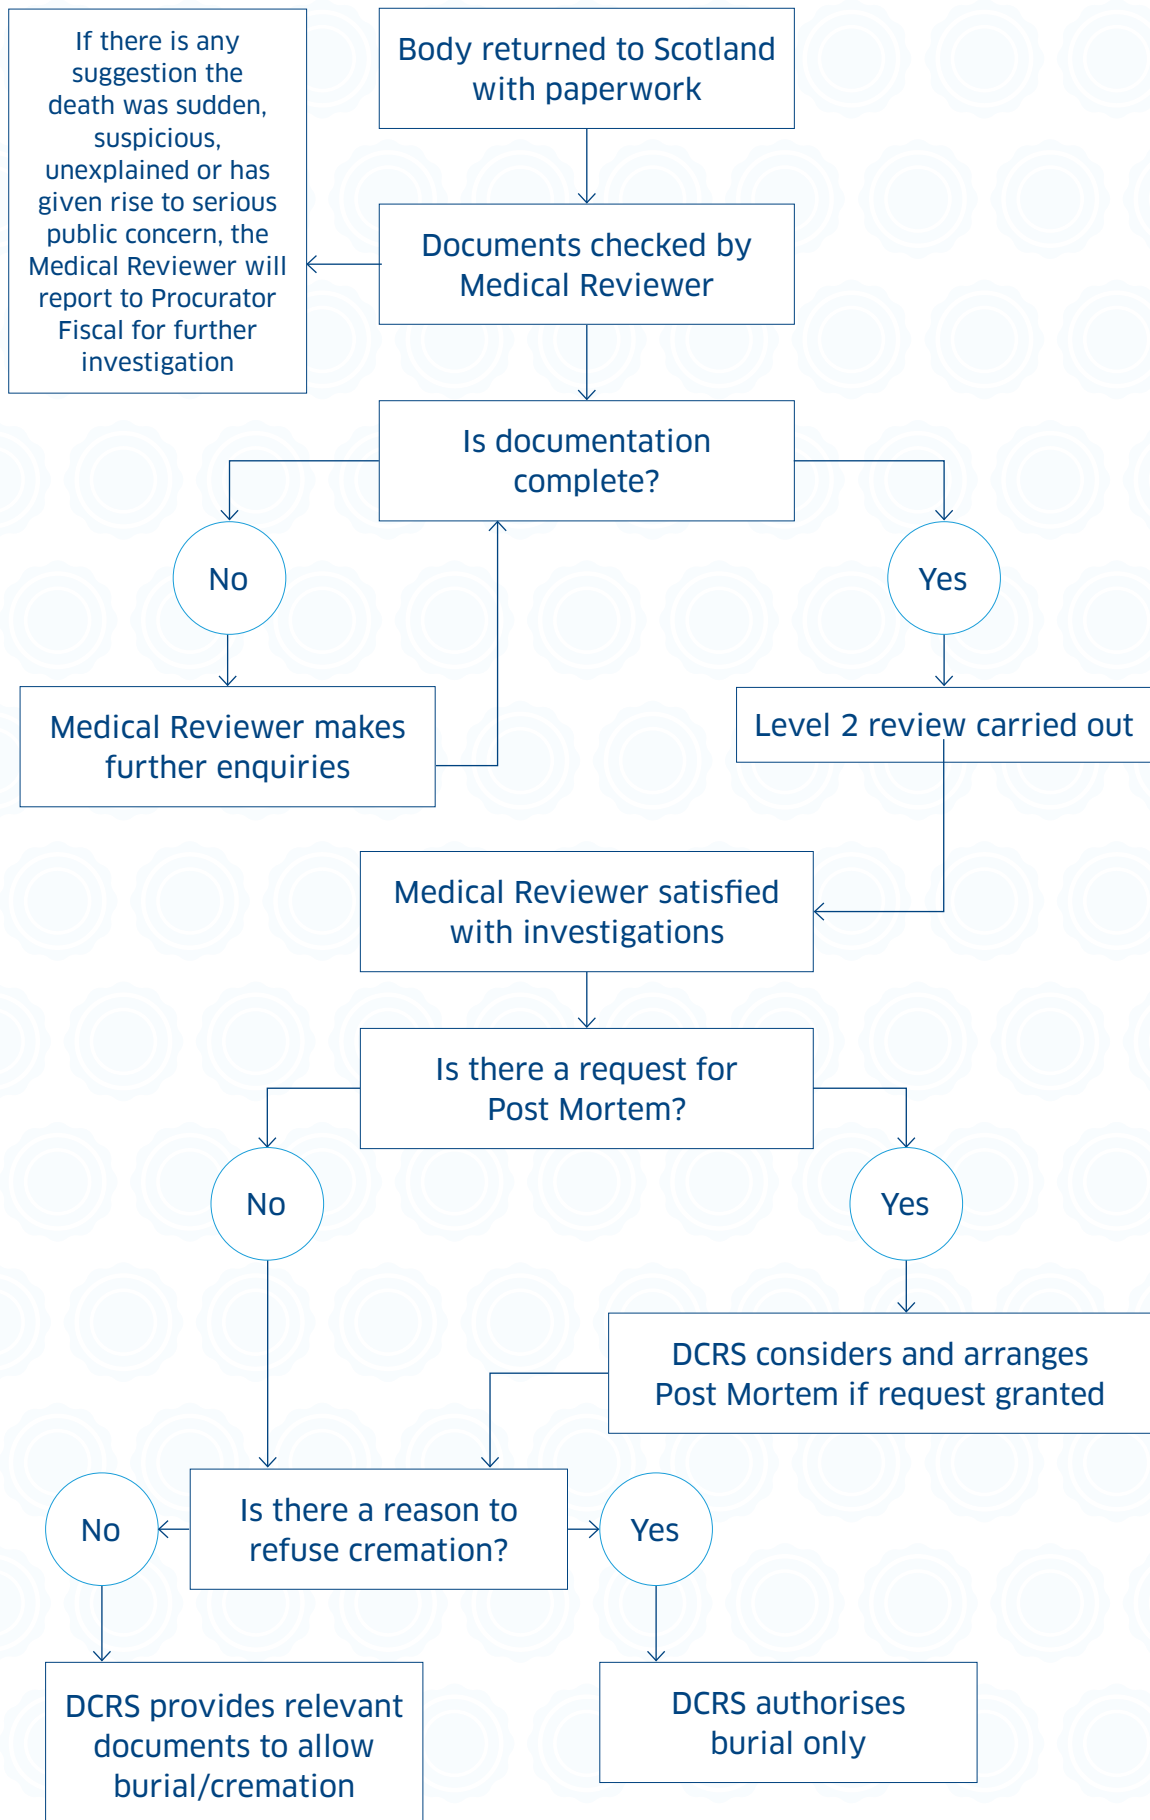 If there is any
suggestion the
death was sudden,
suspicious,
unexplained or has
given rise to serious
public concern, the
Medical Reviewer will
report to Procurator
Fiscal for further
investigation
Body returned to Scotland
with paperwork
Documents checked by
Medical Reviewer
Is documentation
complete?
No
Yes
Medical Reviewer makes
further enquiries
Level 2 review carried out
Medical Reviewer satisfied
with investigations
Is there a request for
Post Mortem?
No
Yes
DCRS considers and arranges
Post Mortem if request granted
Is there a reason to
refuse cremation?
No
Yes
DCRS provides relevant
documents to allow
burial/cremation
DCRS authorises
burial only